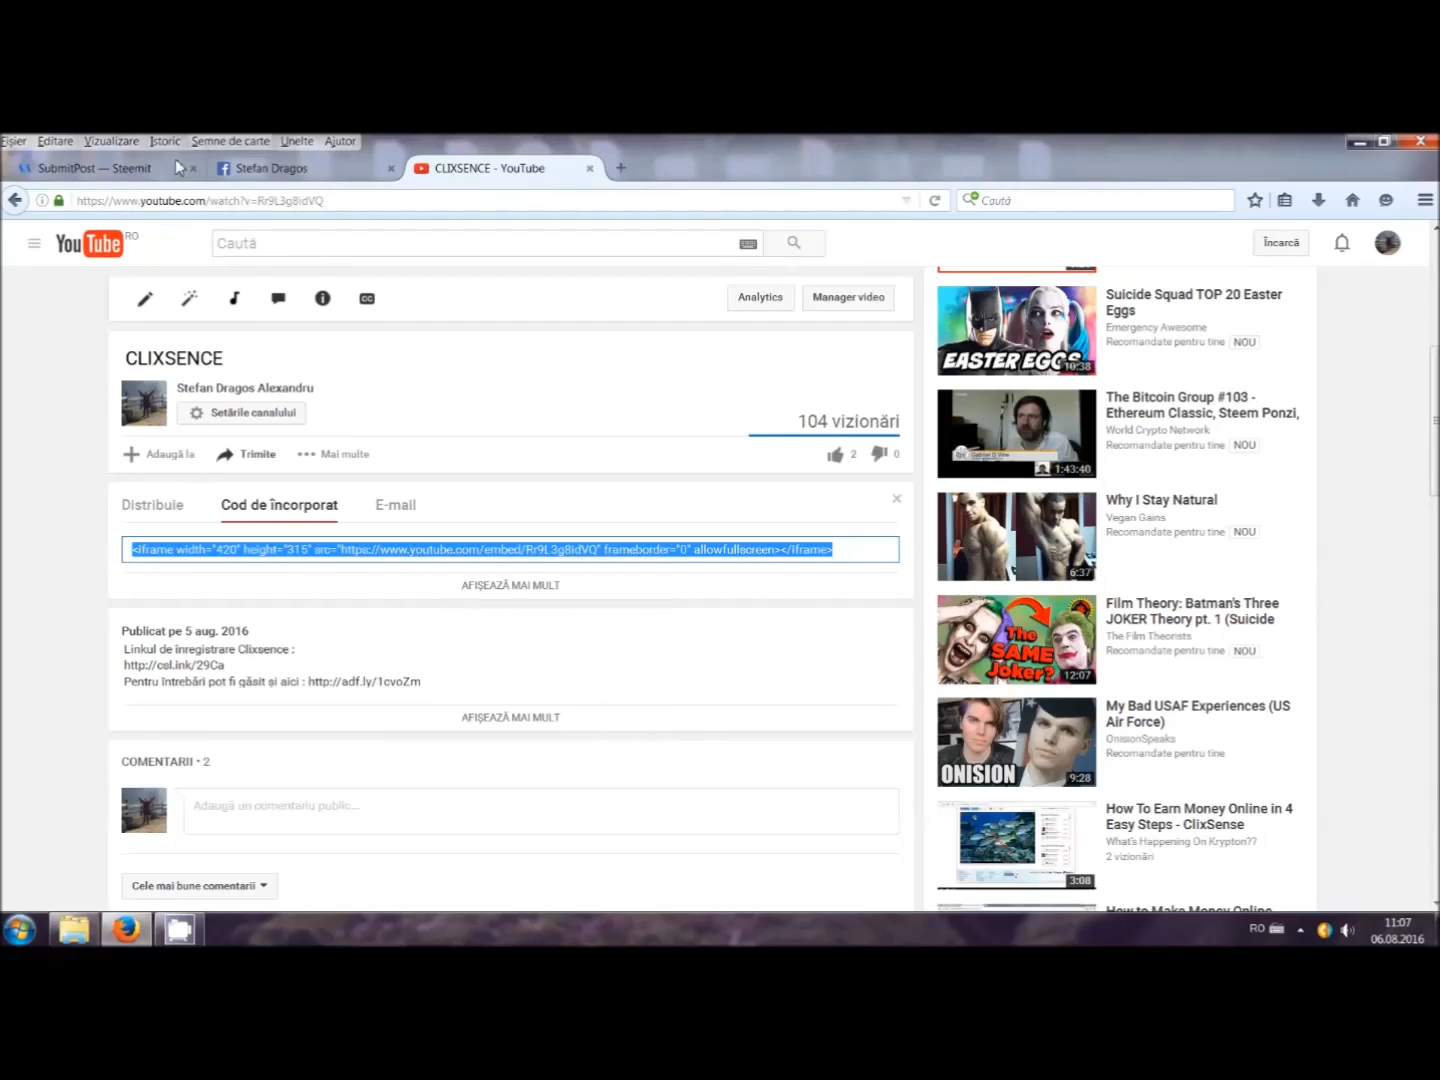 Fișier Editare Vizualizare Istoric Semne de carte Unelte Ajutor
SubmitPost — Steemit
Stefan Dragos
CLIXSENCE - YouTube
https://www.youtube.com/watch?v=Rr9L3g8idVQ
Caută
YouTube RO
Caută
Încarcă
Analytics
Manager video
CLIXSENCE
Stefan Dragos Alexandru
Setările canalului
104 vizionări
Adaugă la
Trimite
Mai multe
2
0
Distribuie
Cod de încorporat
E-mail
<iframe width="420" height="315" src="https://www.youtube.com/embed/Rr9L3g8idVQ" frameborder="0" allowfullscreen></iframe>
AFIȘEAZĂ MAI MULT
Publicat pe 5 aug. 2016
Linkul de înregistrare Clixsence :
http://csl.ink/29Ca
Pentru întrebări pot fi găsit și aici : http://adf.ly/1cvoZm
AFIȘEAZĂ MAI MULT
COMENTARII • 2
Adaugă un comentariu public...
Cele mai bune comentarii
EASTER EGGS
10:38
Suicide Squad TOP 20 Easter
Eggs
Emergency Awesome
Recomandate pentru tine NOU
1:43:40
The Bitcoin Group #103 -
Ethereum Classic, Steem Ponzi,
World Crypto Network
Recomandate pentru tine NOU
6:37
Why I Stay Natural
Vegan Gains
Recomandate pentru tine NOU
The
SAME
Joker?
12:07
Film Theory: Batman's Three
JOKER Theory pt. 1 (Suicide
The Film Theorists
Recomandate pentru tine NOU
ONISION
9:28
My Bad USAF Experiences (US
Air Force)
OnisionSpeaks
Recomandate pentru tine
3:08
How To Earn Money Online in 4
Easy Steps - ClixSense
What's Happening On Krypton??
2 vizionări
How to Make Money Online
RO
11:07
06.08.2016